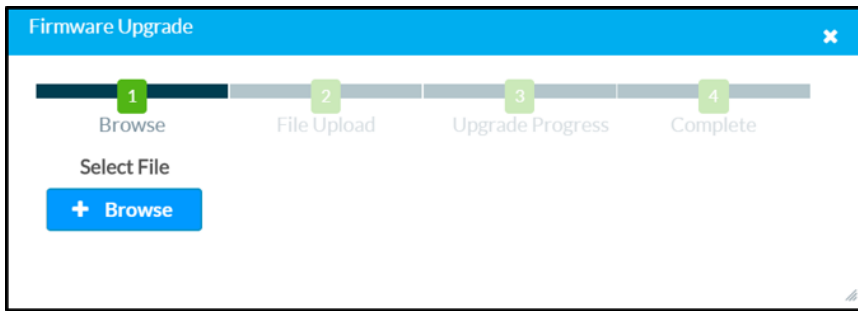 Firmware Upgrade
1 2 3 4
Browse File Upload Upgrade Progress Complete
Select File
+ Browse